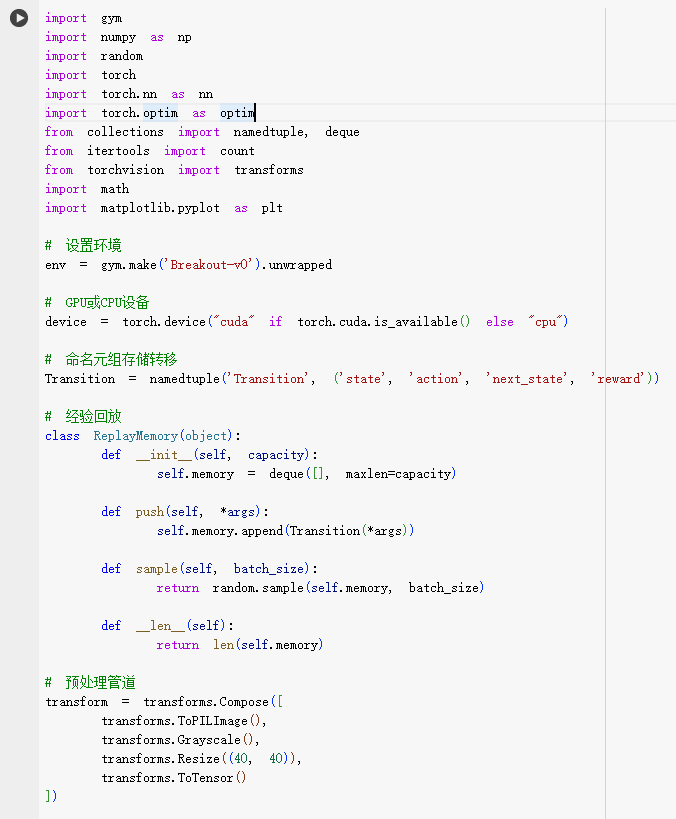 import gym
import numpy as np
import random
import torch
import torch.nn as nn
import torch.optim as optim
from collections import namedtuple, deque
from itertools import count
from torchvision import transforms
import math
import matplotlib.pyplot as plt
# 设置环境
env = gym.make('Breakout-v0').unwrapped
# GPU或CPU设备
device = torch.device("cuda" if torch.cuda.is_available() else "cpu")
# 命名元组存储转移
Transition = namedtuple('Transition', ('state', 'action', 'next_state', 'reward'))
# 经验回放
class ReplayMemory(object):
    def __init__(self, capacity):
        self.memory = deque([], maxlen=capacity)
    def push(self, *args):
        self.memory.append(Transition(*args))
    def sample(self, batch_size):
        return random.sample(self.memory, batch_size)
    def __len__(self):
        return len(self.memory)
# 预处理管道
transform = transforms.Compose([
    transforms.ToPILImage(),
    transforms.Grayscale(),
    transforms.Resize((40, 40)),
    transforms.ToTensor()
])